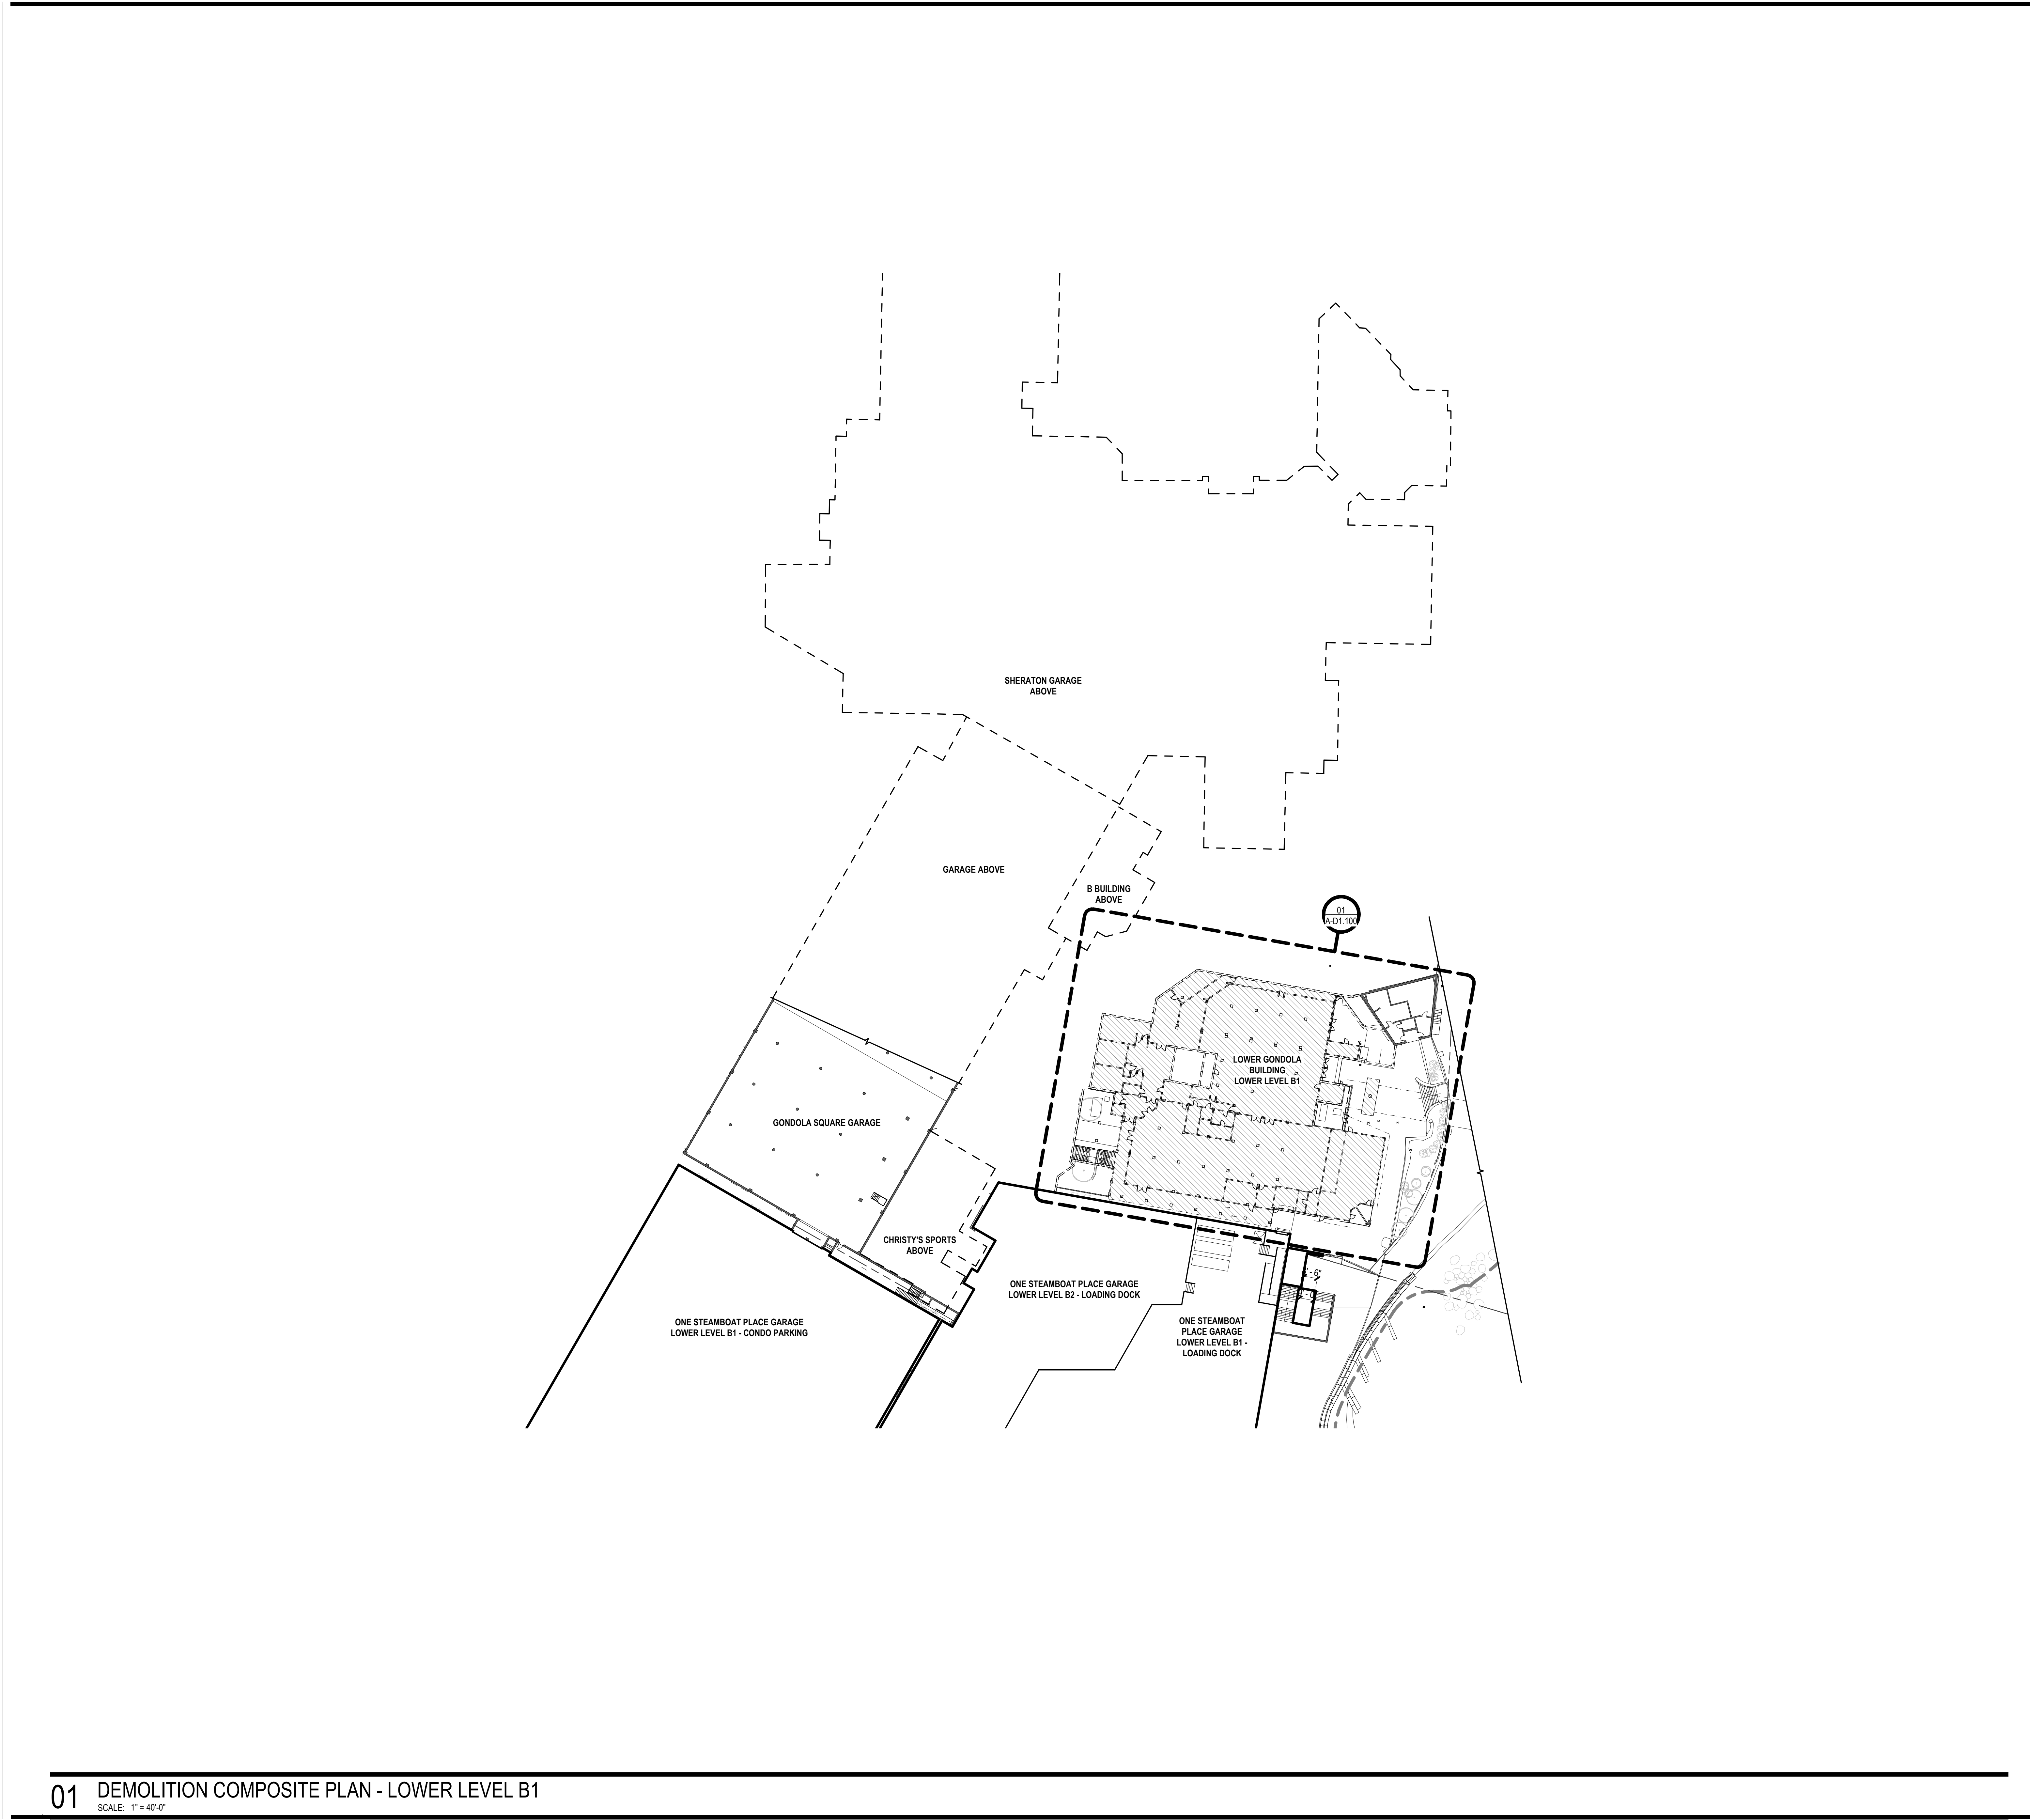 SHERATON GARAGE
ABOVE
GARAGE ABOVE
B BUILDING
ABOVE
01
A-D1.100
LOWER GONDOLA
BUILDING
LOWER LEVEL B1
GONDOLA SQUARE GARAGE
CHRISTY'S SPORTS
ABOVE
ONE STEAMBOAT PLACE GARAGE
LOWER LEVEL B2 - LOADING DOCK
ONE STEAMBOAT PLACE GARAGE
LOWER LEVEL B1 - CONDO PARKING
ONE STEAMBOAT
PLACE GARAGE
LOWER LEVEL B1 -
LOADING DOCK
01 DEMOLITION COMPOSITE PLAN - LOWER LEVEL B1
SCALE: 1" = 40'-0"